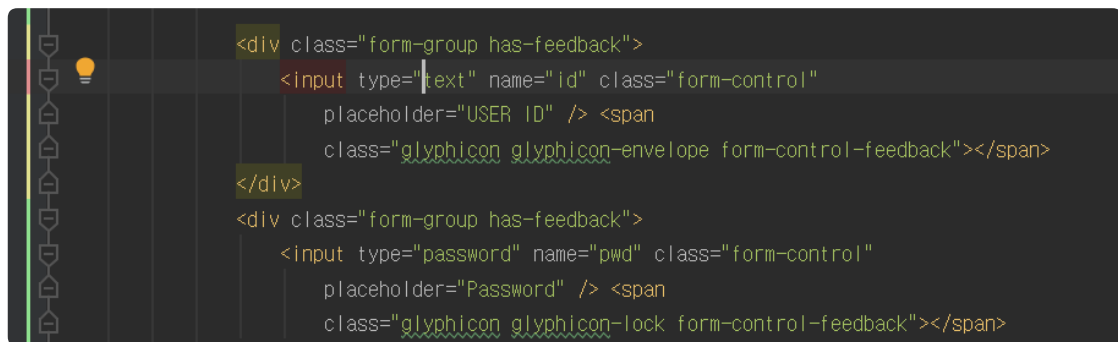 <div class="form-group has-feedback">
<input type="text" name="id" class="form-control"
placeholder="USER ID" /> <span
class="glyphicon glyphicon-envelope form-control-feedback"></span>
</div>
<div class="form-group has-feedback">
<input type="password" name="pwd" class="form-control"
placeholder="Password" /> <span
class="glyphicon glyphicon-lock form-control-feedback"></span>